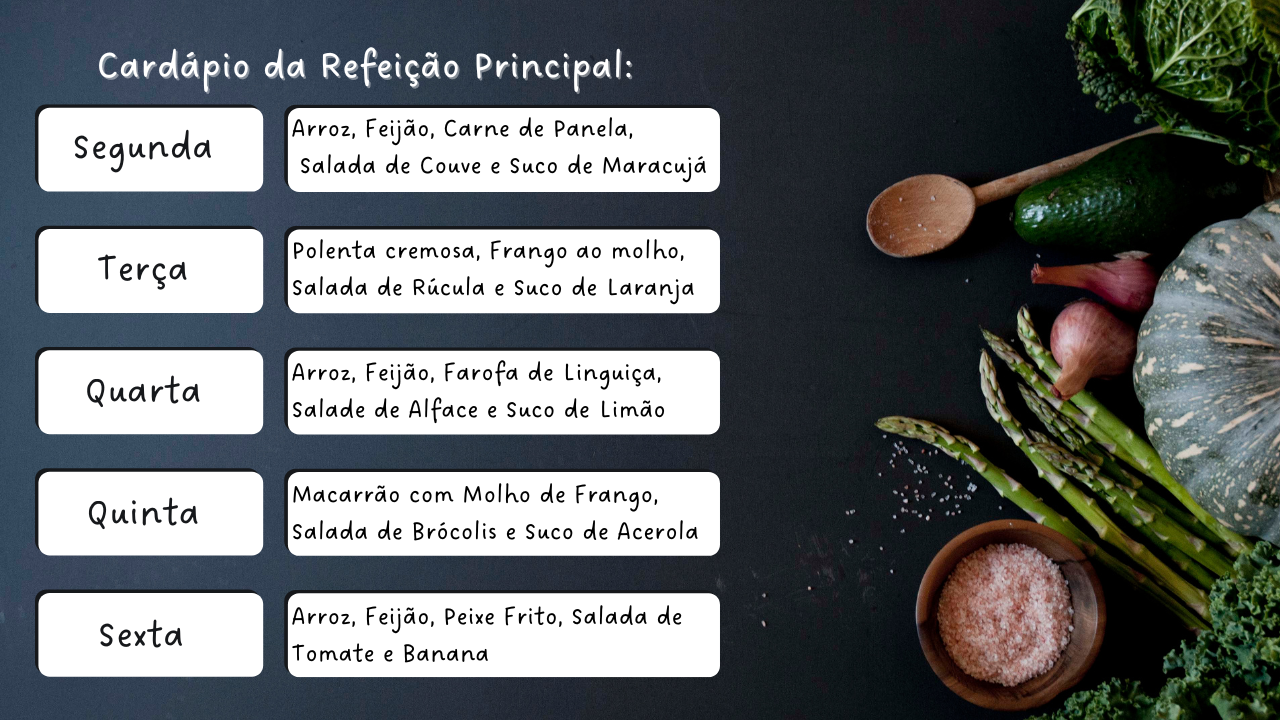 Cardápio da Refeição Principal:
Segunda
Arroz, Feijão, Carne de Panela,
Salada de Couve e Suco de Maracujá
Terça
Polenta cremosa, Frango ao molho,
Salada de Rúcula e Suco de Laranja
Quarta
Arroz, Feijão, Farofa de Linguiça,
Salade de Alface e Suco de Limão
Quinta
Macarrão com Molho de Frango,
Salada de Brócolis e Suco de Acerola
Sexta
Arroz, Feijão, Peixe Frito, Salada de
Tomate e Banana